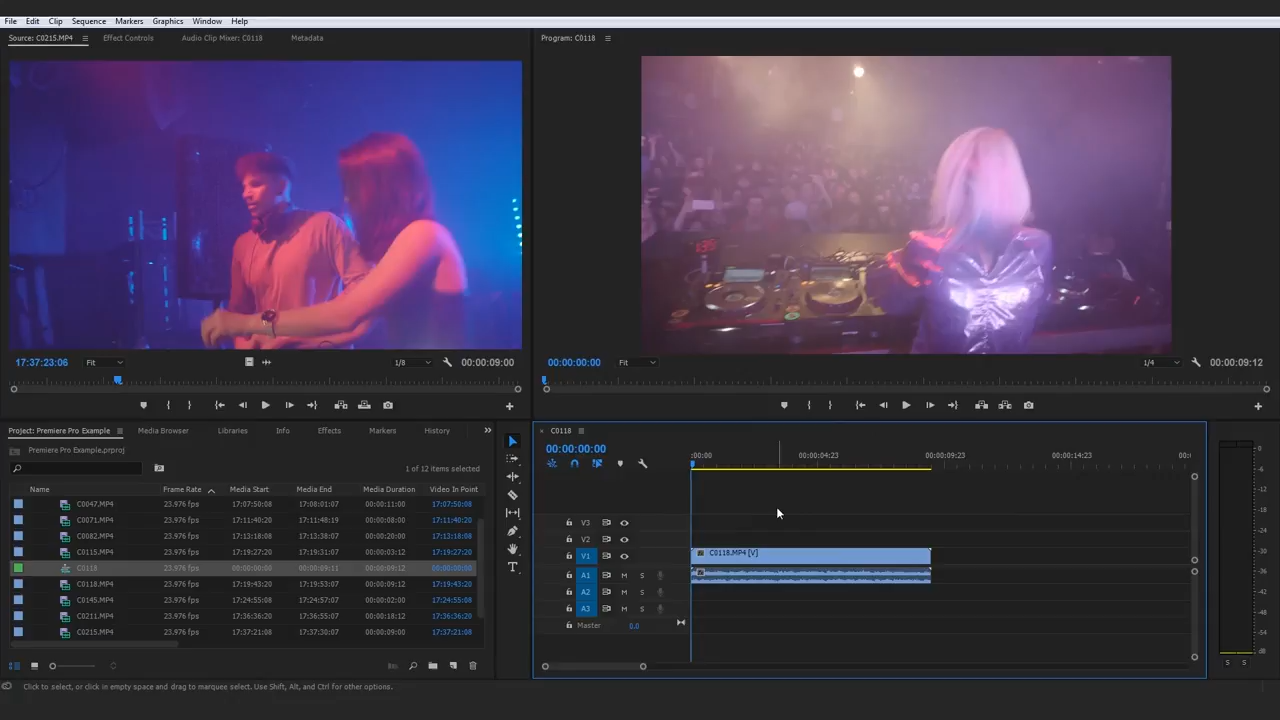 File Edit Clip Sequence Markers Graphics Window Help
Source: C0215.MP4 Effect Controls Audio Clip Mixer: C0118 Metadata
Program: C0118
17:37:23:06 Fit 1/8 00:00:09:00
00:00:00:00 Fit 1/4 00:00:09:12
Project: Premiere Pro Example Media Browser Libraries Info Effects Markers History
Premiere Pro Example.prproj
1 of 12 items selected
Name Frame Rate Media Start Media End Media Duration Video In Point
C0047.MP4 23.976 fps 17:07:50:08 17:08:01:07 00:00:11:00 17:07:50:08
C0071.MP4 23.976 fps 17:11:40:20 17:11:48:19 00:00:08:00 17:11:40:20
C0082.MP4 23.976 fps 17:13:18:08 17:13:38:07 00:00:20:00 17:13:18:08
C0115.MP4 23.976 fps 17:19:27:20 17:19:31:07 00:00:03:12 17:19:27:20
C0118 23.976 fps 00:00:00:00 00:00:09:11 00:00:09:12 00:00:00:00
C0118.MP4 23.976 fps 17:19:43:20 17:19:53:07 00:00:09:12 17:19:43:20
C0145.MP4 23.976 fps 17:24:55:08 17:24:57:07 00:00:02:00 17:24:55:08
C0211.MP4 23.976 fps 17:36:36:20 17:36:55:07 00:00:18:12 17:36:36:20
C0215.MP4 23.976 fps 17:37:21:08 17:37:30:07 00:00:09:00 17:37:21:08
C0118
00:00:00:00
:00:00 00:00:04:23 00:00:09:23 00:00:14:23 00:
V3
V2
V1 C0118.MP4 [V]
A1 M S
A2 M S
A3 M S
Master 0.0
0
-6
-12
-18
-24
-30
-36
-42
-48
-54
dB
S S
Click to select, or click in empty space and drag to marquee select. Use Shift, Alt, and Ctrl for other options.